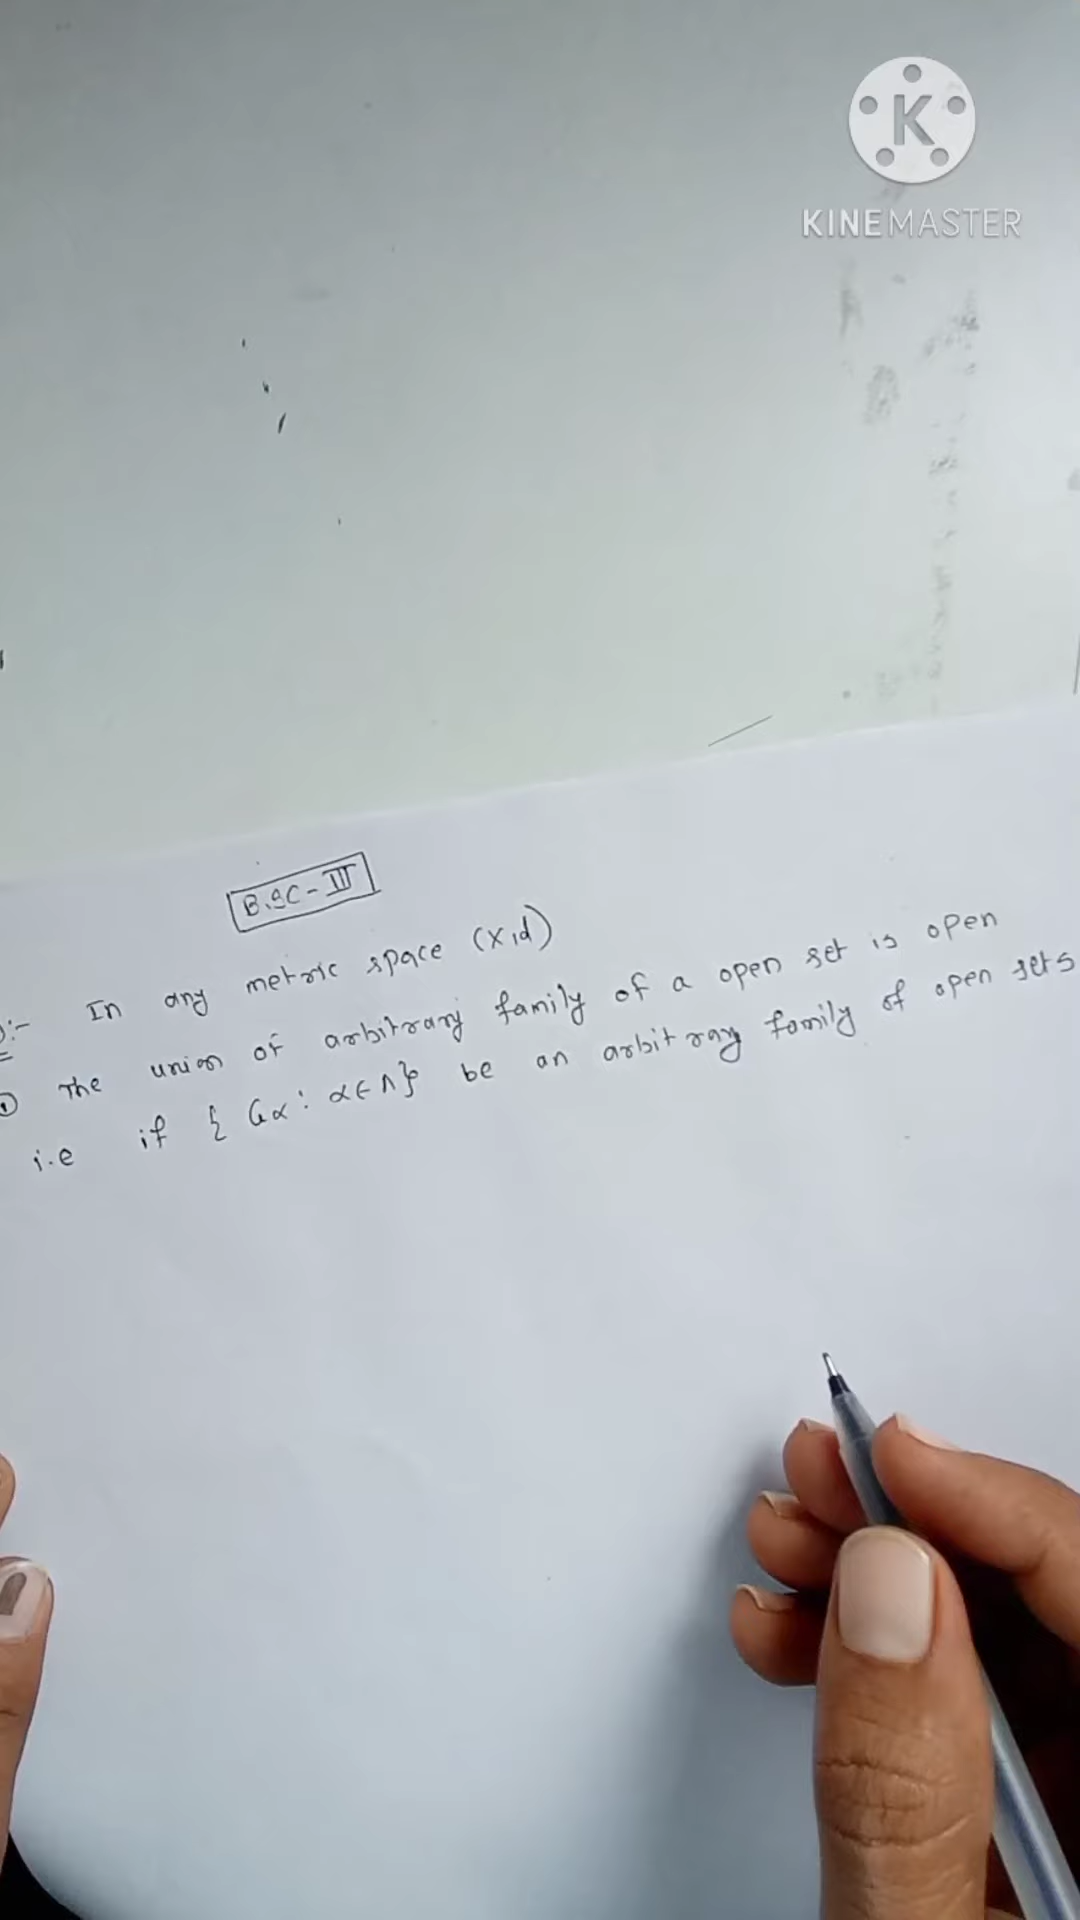 K
KINEMASTER
B.SC-III
:- In any metric space (X,d)
① The union of arbitrary family of a open set is open
i.e if { Gα : α∈Λ} be an arbitrary family of open sets